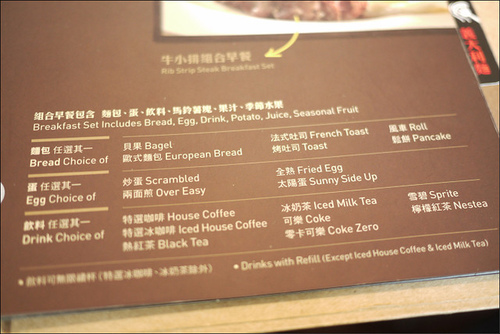 牛小排組合早餐
Rib Strip Steak Breakfast Set
組合早餐包含 麵包、蛋、飲料、馬鈴薯塊、果汁、季節水果
Breakfast Set Includes Bread, Egg, Drink, Potato, Juice, Seasonal Fruit
麵包 任選其一
Bread Choice of
貝果 Bagel
歐式麵包 European Bread
法式吐司 French Toast
烤吐司 Toast
風車 Roll
鬆餅 Pancake
蛋 任選其一
Egg Choice of
炒蛋 Scrambled
兩面煎 Over Easy
全熟 Fried Egg
太陽蛋 Sunny Side Up
飲料 任選其一
Drink Choice of
特選咖啡 House Coffee
特選冰咖啡 Iced House Coffee
熱紅茶 Black Tea
冰奶茶 Iced Milk Tea
可樂 Coke
零卡可樂 Coke Zero
雪碧 Sprite
檸檬紅茶 Nestea
• 飲料可無限續杯 (特選冰咖啡、冰奶茶除外)
• Drinks with Refill (Except Iced House Coffee & Iced Milk Tea)